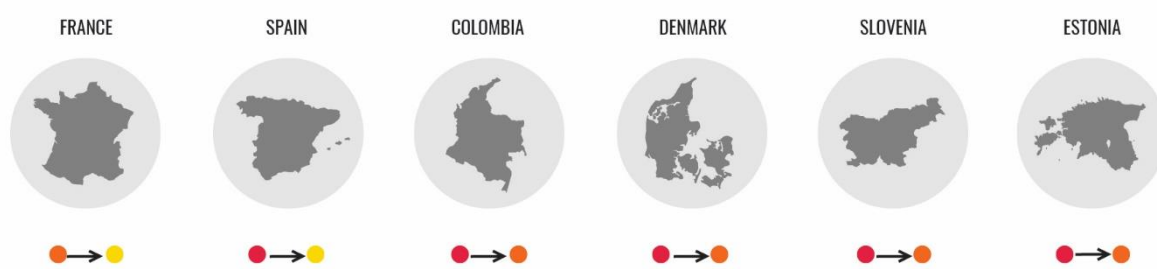 FRANCE
SPAIN
COLOMBIA
DENMARK
SLOVENIA
ESTONIA